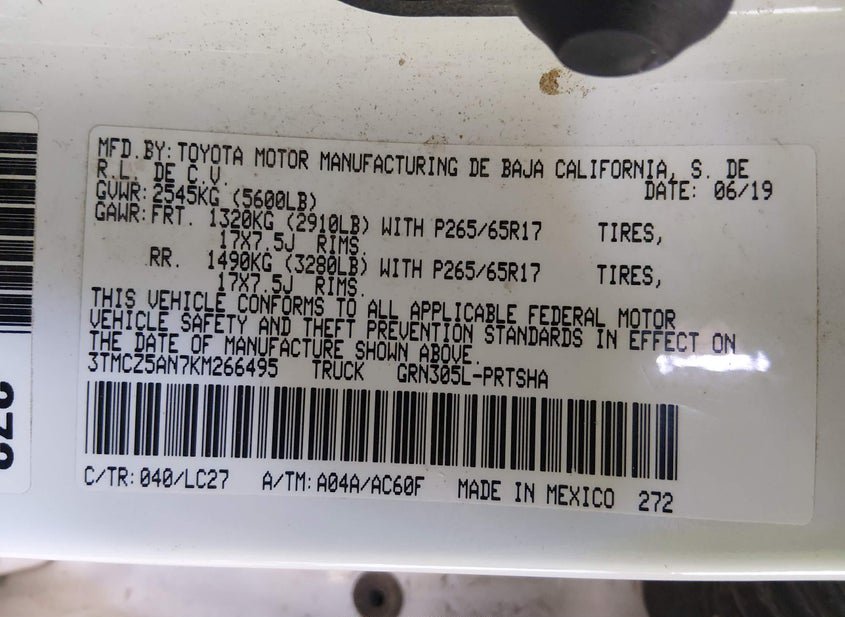 MFD.BY:TOYOTA MOTOR MANUFACTURING DE BAJA CALIFORNIA, S. DE
R.L. DE C.V. DATE: 06/19
GVWR:2545KG (5600LB)
GAWR:FRT. 1320KG (2910LB) WITH P265/65R17 TIRES,
17X7.5J RIMS.
RR. 1490KG (3280LB) WITH P265/65R17 TIRES,
17X7.5J RIMS.
THIS VEHICLE CONFORMS TO ALL APPLICABLE FEDERAL MOTOR
VEHICLE SAFETY AND THEFT PREVENTION STANDARDS IN EFFECT ON
THE DATE OF MANUFACTURE SHOWN ABOVE.
3TMCZ5AN7KM266495 TRUCK GRN305L-PRTSHA
C/TR:040/LC27 A/TM:A04A/AC60F MADE IN MEXICO 272